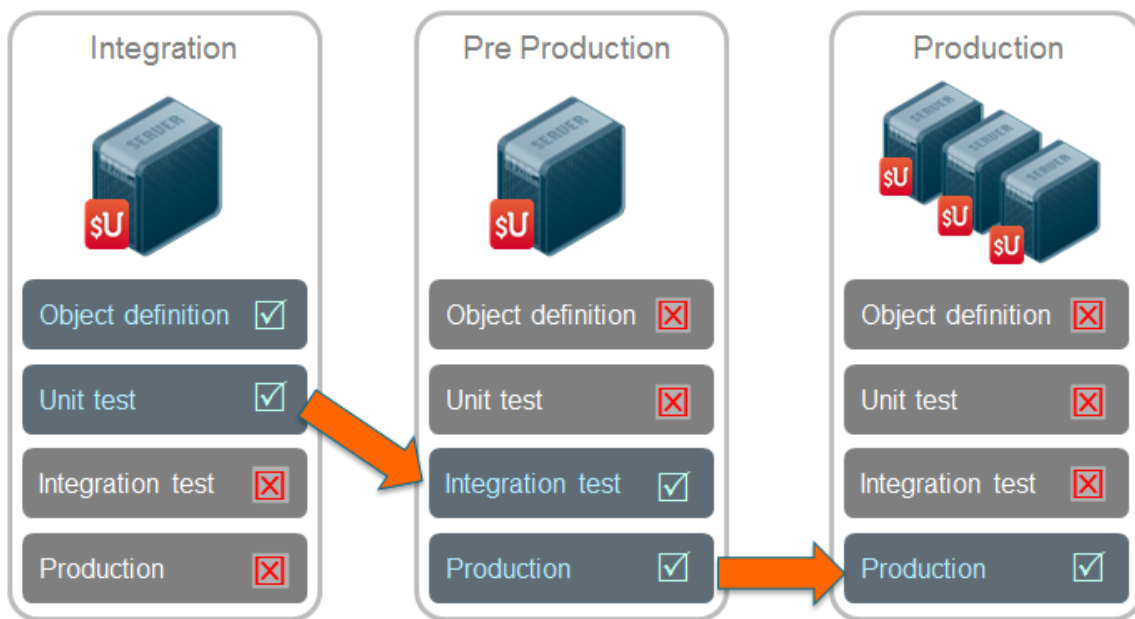 Integration
SERVER
$U
Object definition
Unit test
Integration test
Production
Pre Production
SERVER
$U
Object definition
Unit test
Integration test
Production
Production
SERVER
SERVER
SERVER
$U
$U
$U
Object definition
Unit test
Integration test
Production